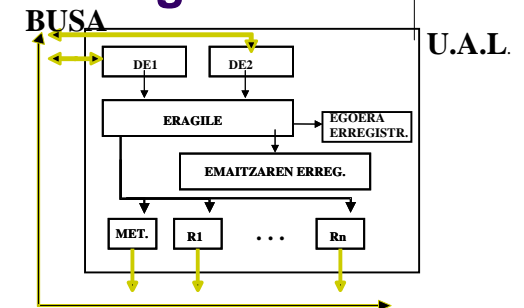 BUSA
U.A.L.
DE1
DE2
ERAGILE
EGOERA
ERREGISTR.
EMAITZAREN ERREG.
MET.
R1
. . .
Rn